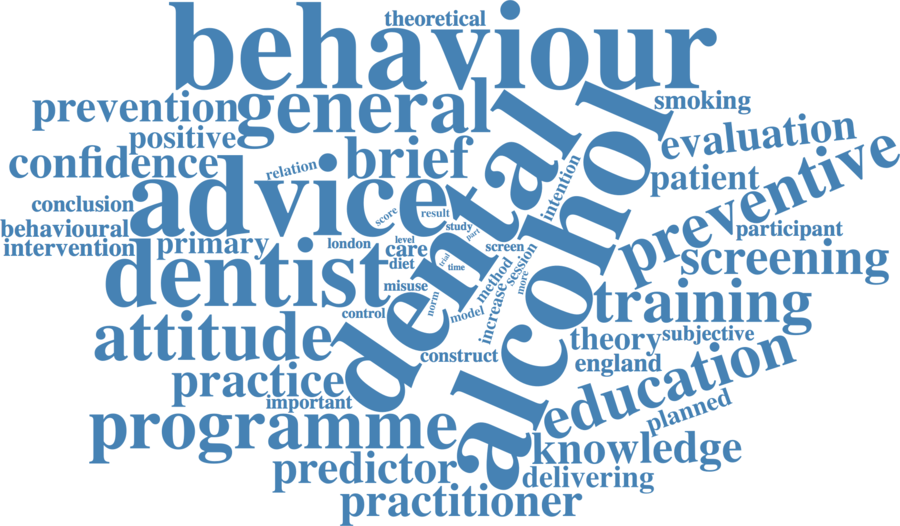 theoretical
behaviour
prevention
general
smoking
positive
evaluation
confidence
brief
dental
alcohol
relation
advice
intention
patient
preventive
conclusion
score
result
behavioural
study
part
participant
intervention
primary
london
level
care
screen
screening
dentist
diet
trial
time
session
method
more
misuse
norm
training
control
model
increase
attitude
theory
subjective
construct
england
education
practice
important
planned
programme
knowledge
predictor
delivering
practitioner